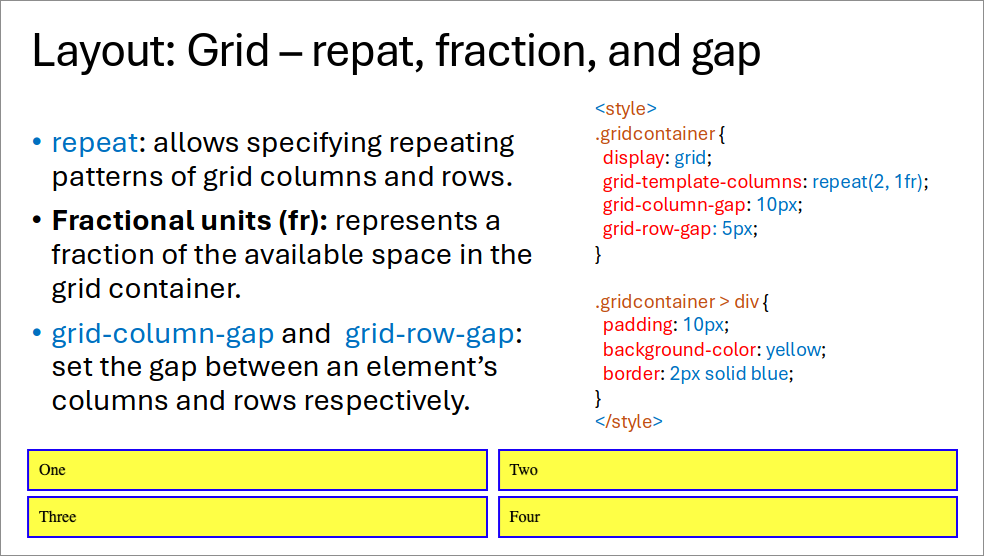 Layout: Grid – repat, fraction, and gap
• repeat: allows specifying repeating
patterns of grid columns and rows.
• Fractional units (fr): represents a
fraction of the available space in the
grid container.
• grid-column-gap and  grid-row-gap:
set the gap between an element’s
columns and rows respectively.
<style>
.gridcontainer {
  display: grid;
  grid-template-columns: repeat(2, 1fr);
  grid-column-gap: 10px;
  grid-row-gap: 5px;
}

.gridcontainer > div {
  padding: 10px;
  background-color: yellow;
  border: 2px solid blue;
}
</style>
One
Two
Three
Four